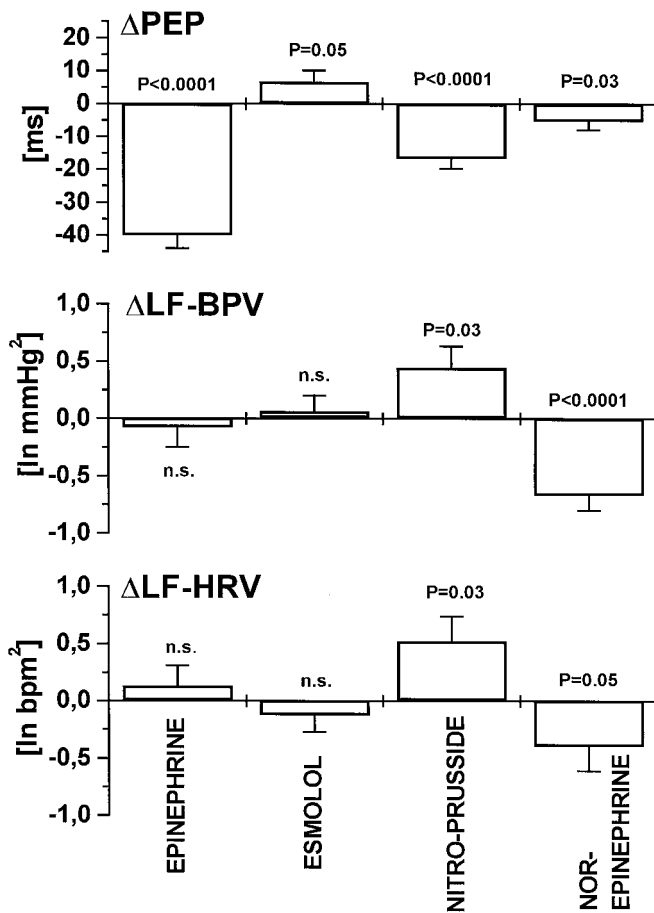 ΔPEP
[ms]
20
10
0
-10
-20
-30
-40
P<0.0001
P=0.05
P<0.0001
P=0.03
ΔLF-BPV
[ln mmHg²]
1,0
0,5
0,0
-0,5
-1,0
n.s.
n.s.
P=0.03
P<0.0001
ΔLF-HRV
[ln bpm²]
1,0
0,5
0,0
-0,5
-1,0
n.s.
n.s.
P=0.03
P=0.05
EPINEPHRINE
ESMOLOL
NITRO-PRUSSIDE
NOR-
EPINEPHRINE